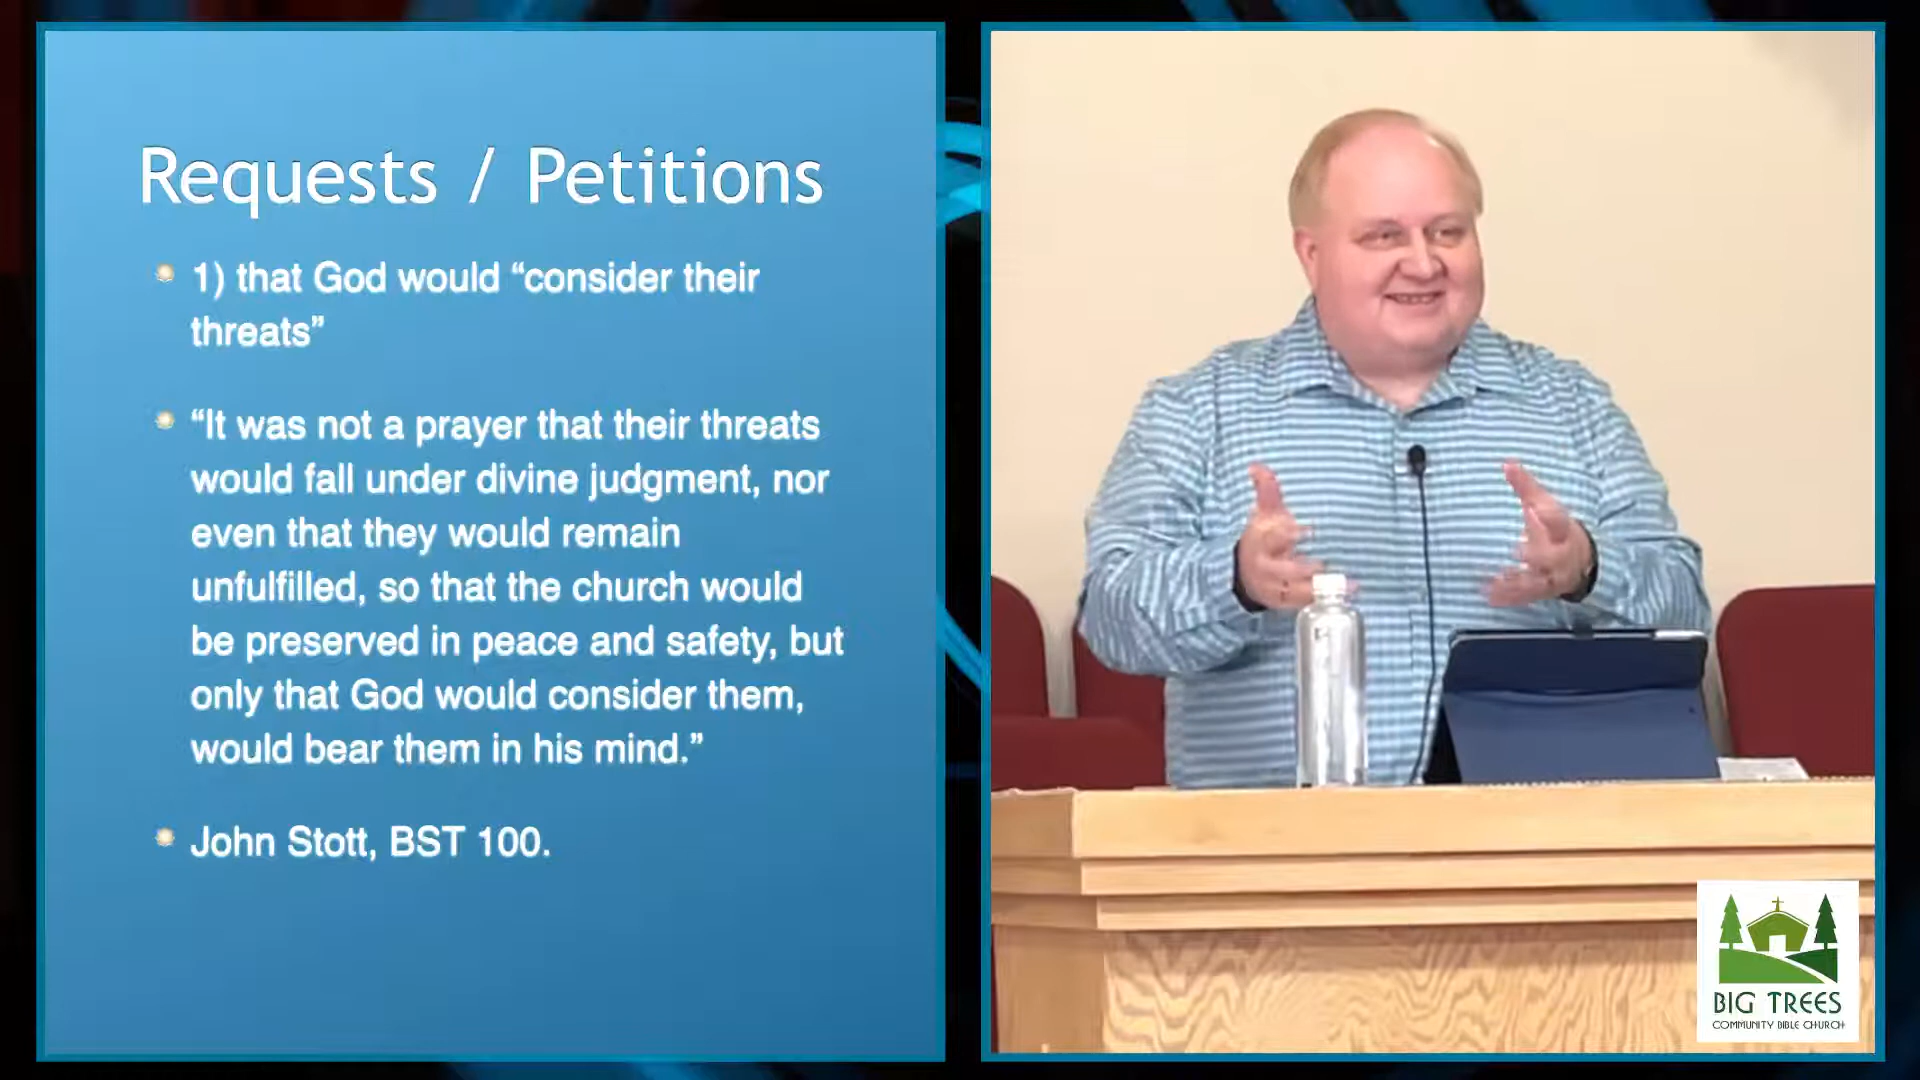 Requests / Petitions
1) that God would “consider their
threats”
“It was not a prayer that their threats
would fall under divine judgment, nor
even that they would remain
unfulfilled, so that the church would
be preserved in peace and safety, but
only that God would consider them,
would bear them in his mind.”
John Stott, BST 100.
BIG TREES
COMMUNITY BIBLE CHURCH